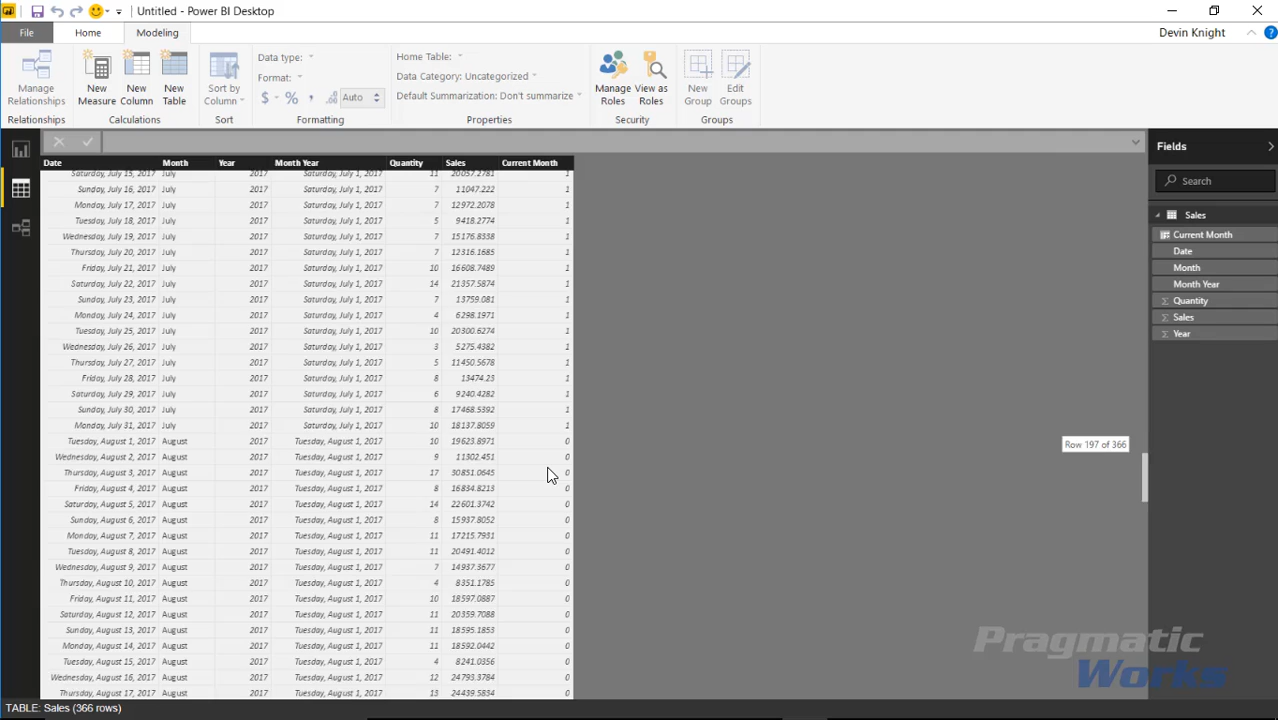 Untitled - Power BI Desktop
File Home Modeling Devin Knight
Manage Relationships
New Measure
New Column
New Table
Sort by Column
Data type:
Format:
$ % , Auto
Home Table:
Data Category: Uncategorized
Default Summarization: Don't summarize
Manage Roles
View as Roles
New Group
Edit Groups
Relationships Calculations Sort Formatting Properties Security Groups
Date Month Year Month Year Quantity Sales Current Month
Saturday, July 15, 2017 July 2017 Saturday, July 1, 2017 11 20057.2781 1
Sunday, July 16, 2017 July 2017 Saturday, July 1, 2017 7 11047.222 1
Monday, July 17, 2017 July 2017 Saturday, July 1, 2017 7 12972.2078 1
Tuesday, July 18, 2017 July 2017 Saturday, July 1, 2017 5 9418.2774 1
Wednesday, July 19, 2017 July 2017 Saturday, July 1, 2017 7 15176.8338 1
Thursday, July 20, 2017 July 2017 Saturday, July 1, 2017 7 12316.1685 1
Friday, July 21, 2017 July 2017 Saturday, July 1, 2017 10 16608.7489 1
Saturday, July 22, 2017 July 2017 Saturday, July 1, 2017 14 21357.5874 1
Sunday, July 23, 2017 July 2017 Saturday, July 1, 2017 7 13759.081 1
Monday, July 24, 2017 July 2017 Saturday, July 1, 2017 4 6298.1971 1
Tuesday, July 25, 2017 July 2017 Saturday, July 1, 2017 10 20300.6274 1
Wednesday, July 26, 2017 July 2017 Saturday, July 1, 2017 3 5275.4382 1
Thursday, July 27, 2017 July 2017 Saturday, July 1, 2017 5 11450.5678 1
Friday, July 28, 2017 July 2017 Saturday, July 1, 2017 8 13474.23 1
Saturday, July 29, 2017 July 2017 Saturday, July 1, 2017 6 9240.4282 1
Sunday, July 30, 2017 July 2017 Saturday, July 1, 2017 8 17468.5392 1
Monday, July 31, 2017 July 2017 Saturday, July 1, 2017 10 18137.8059 1
Tuesday, August 1, 2017 August 2017 Tuesday, August 1, 2017 10 19623.8971 0
Wednesday, August 2, 2017 August 2017 Tuesday, August 1, 2017 9 11302.451 0
Thursday, August 3, 2017 August 2017 Tuesday, August 1, 2017 17 30851.0645 0
Friday, August 4, 2017 August 2017 Tuesday, August 1, 2017 8 16834.8213 0
Saturday, August 5, 2017 August 2017 Tuesday, August 1, 2017 14 22601.3742 0
Sunday, August 6, 2017 August 2017 Tuesday, August 1, 2017 8 15937.8052 0
Monday, August 7, 2017 August 2017 Tuesday, August 1, 2017 11 17215.7931 0
Tuesday, August 8, 2017 August 2017 Tuesday, August 1, 2017 11 20491.4012 0
Wednesday, August 9, 2017 August 2017 Tuesday, August 1, 2017 7 14937.3677 0
Thursday, August 10, 2017 August 2017 Tuesday, August 1, 2017 4 8351.1785 0
Friday, August 11, 2017 August 2017 Tuesday, August 1, 2017 10 18597.0887 0
Saturday, August 12, 2017 August 2017 Tuesday, August 1, 2017 11 20359.7088 0
Sunday, August 13, 2017 August 2017 Tuesday, August 1, 2017 11 18595.1853 0
Monday, August 14, 2017 August 2017 Tuesday, August 1, 2017 11 18592.0442 0
Tuesday, August 15, 2017 August 2017 Tuesday, August 1, 2017 4 8241.0356 0
Wednesday, August 16, 2017 August 2017 Tuesday, August 1, 2017 12 24793.3784 0
Thursday, August 17, 2017 August 2017 Tuesday, August 1, 2017 13 24439.5834 0
Row 197 of 366
Fields
Search
Sales
Current Month
Date
Month
Month Year
Quantity
Sales
Year
Pragmatic
Works
TABLE: Sales (366 rows)